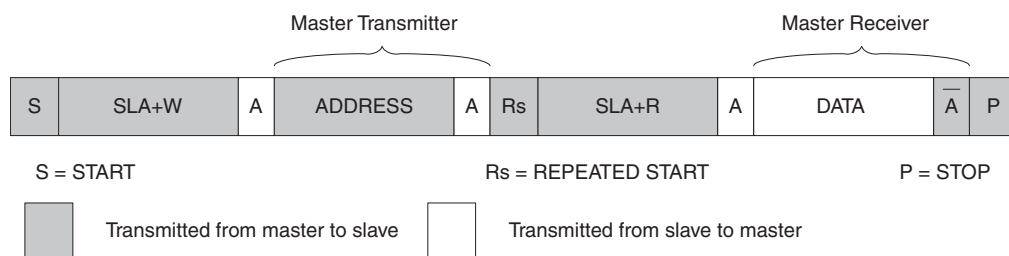 Master Transmitter Master Receiver
S SLA+W A ADDRESS A Rs SLA+R A DATA A̅ P
S = START Rs = REPEATED START P = STOP
Transmitted from master to slave Transmitted from slave to master